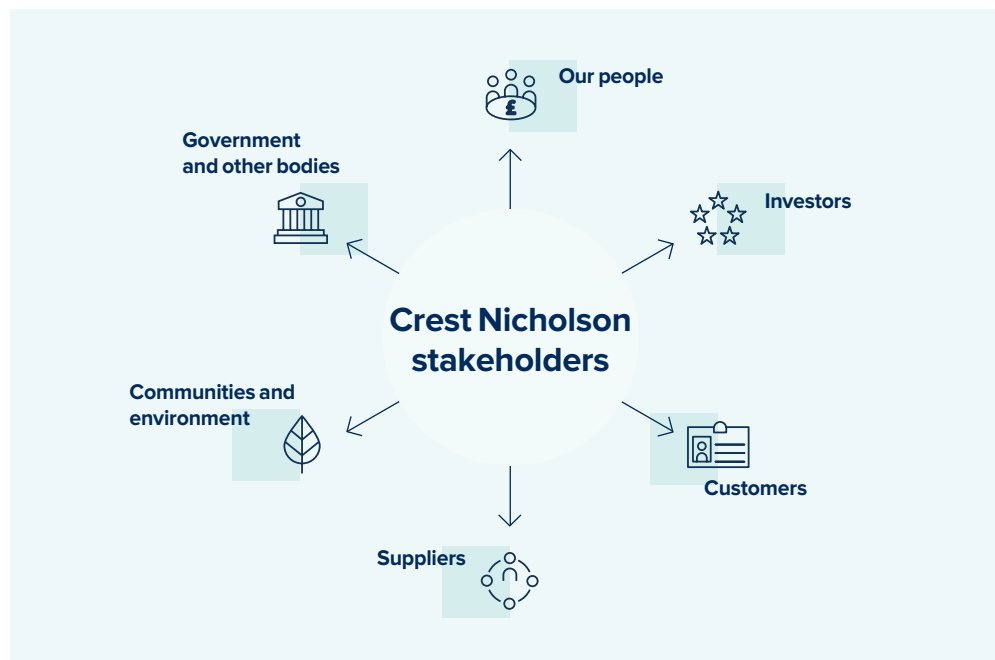 Our people
£
Government
and other bodies
Investors
Crest Nicholson
stakeholders
Communities and
environment
Customers
Suppliers